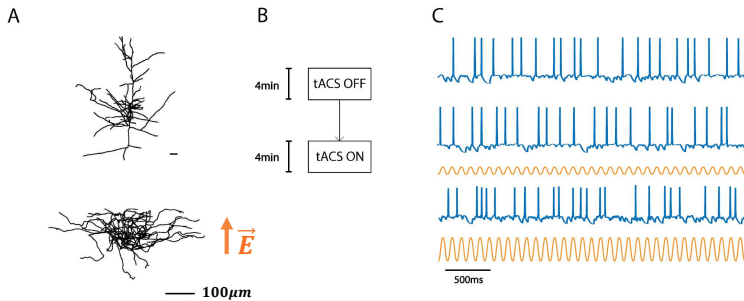 A
B
C
4min
tACS OFF
4min
tACS ON
E
100μm
500ms